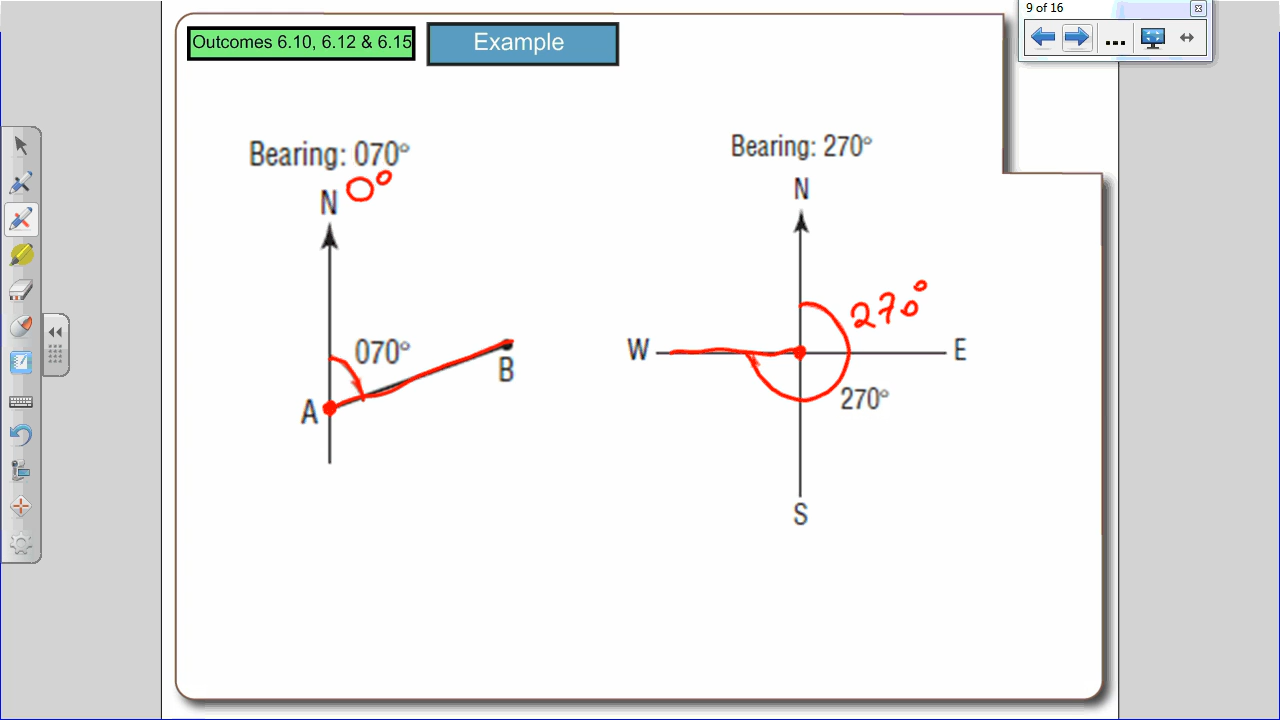 9 of 16
Outcomes 6.10, 6.12 & 6.15
Example
Bearing: 070°
N 0°
070°
B
A
Bearing: 270°
N
270°
W
E
270°
S